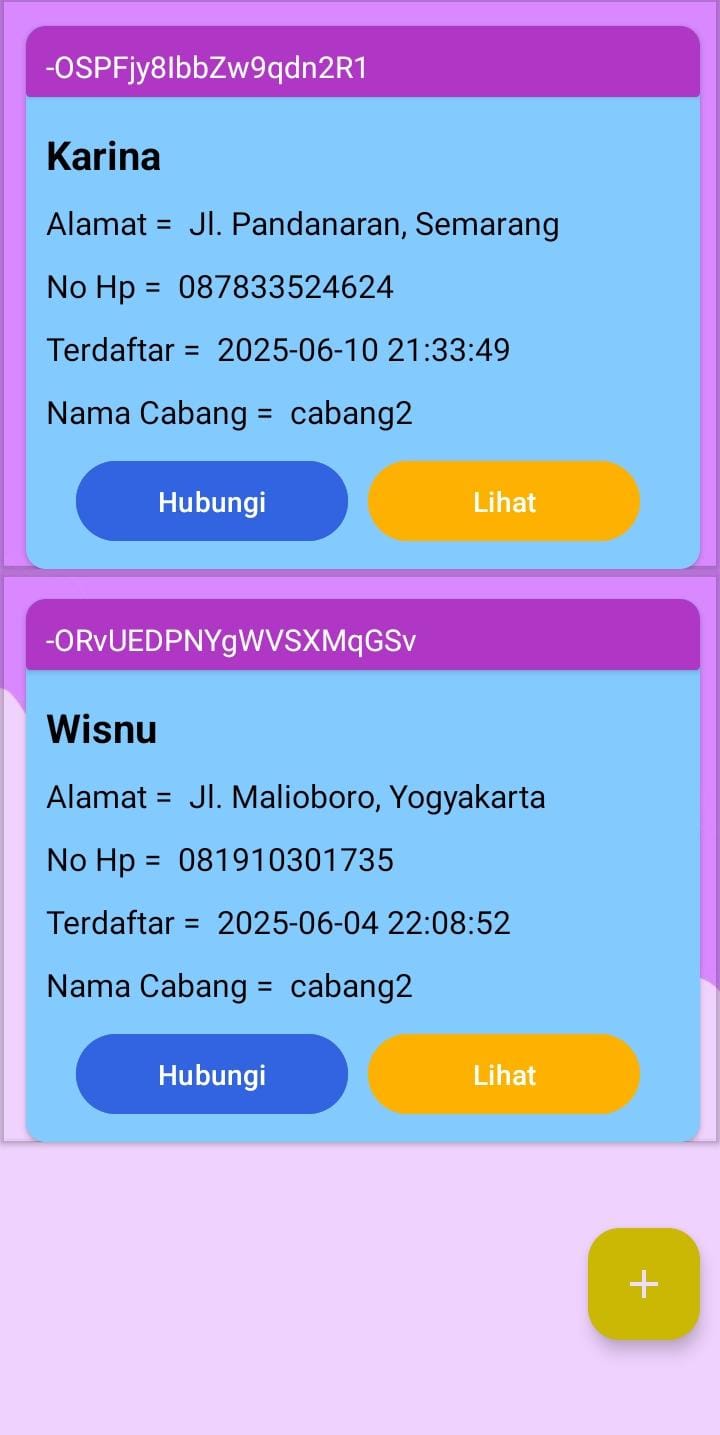 -OSPFjy8IbbZw9qdn2R1
Karina
Alamat = Jl. Pandanaran, Semarang
No Hp = 087833524624
Terdaftar = 2025-06-10 21:33:49
Nama Cabang = cabang2
Hubungi Lihat
-ORvUEDPNYgWVSXMqGSv
Wisnu
Alamat = Jl. Malioboro, Yogyakarta
No Hp = 081910301735
Terdaftar = 2025-06-04 22:08:52
Nama Cabang = cabang2
Hubungi Lihat
+